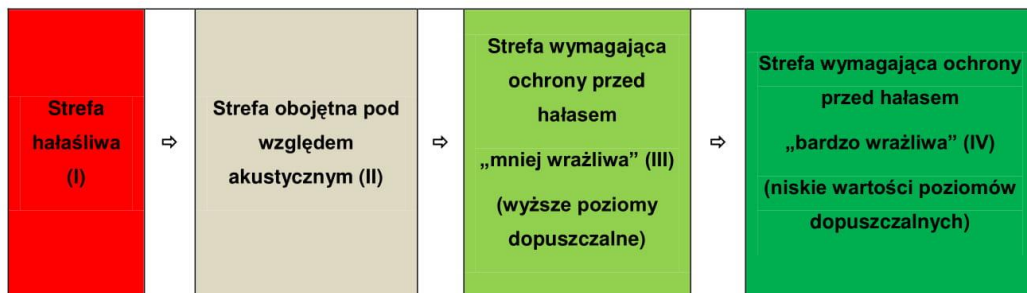 Strefa
hałaśliwa
(I)
⇨
Strefa obojętna pod
względem
akustycznym (II)
⇨
Strefa wymagająca
ochrony przed
hałasem
„mniej wrażliwa” (III)
(wyższe poziomy
dopuszczalne)
⇨
Strefa wymagająca ochrony
przed hałasem
„bardzo wrażliwa” (IV)
(niskie wartości poziomów
dopuszczalnych)